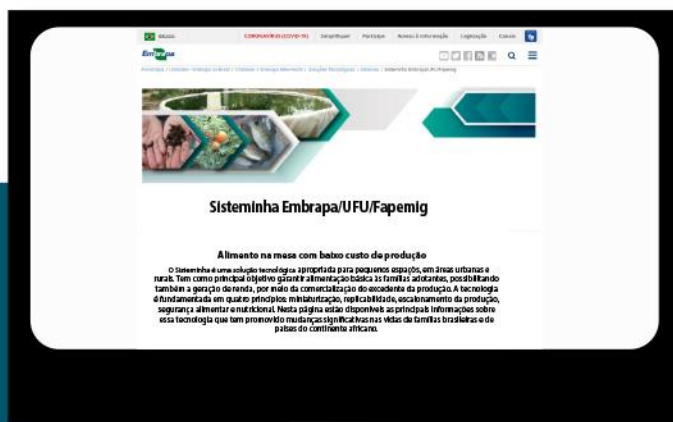 BRASIL
CORONAVÍRUS (COVID-19) Simplifique! Participe Acesso à informação Legislação Canais
Embrapa
Sisteminha Embrapa/UFU/Fapemig
Sisteminha Embrapa/UFU/Fapemig
Alimento na mesa com baixo custo de produção
O Sisteminha é uma solução tecnológica apropriada para pequenos espaços, em áreas urbanas e
rurais. Tem como principal objetivo garantir alimentação básica às famílias adotantes, possibilitando
também a geração de renda, por meio da comercialização do excedente da produção. A tecnologia
é fundamentada em quatro princípios: miniaturização, replicabilidade, escalonamento da produção,
segurança alimentar e nutricional. Nesta página estão disponíveis as principais informações sobre
essa tecnologia que tem promovido mudanças significativas nas vidas de famílias brasileiras e de
países do continente africano.